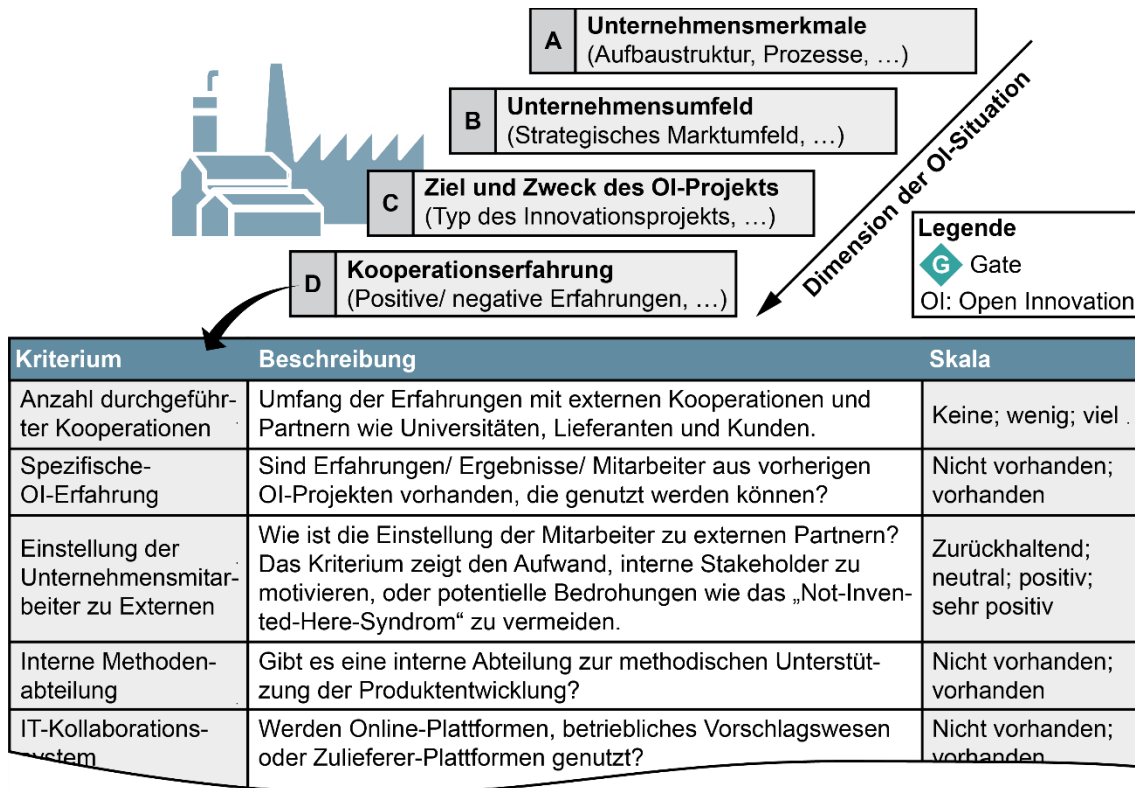 A
Unternehmensmerkmale
(Aufbaustruktur, Prozesse, …)
B
Unternehmensumfeld
(Strategisches Marktumfeld, …)
C
Ziel und Zweck des OI-Projekts
(Typ des Innovationsprojekts, …)
D
Kooperationserfahrung
(Positive/ negative Erfahrungen, …)
Dimension der OI-Situation
Legende
G Gate
OI: Open Innovation
Kriterium Beschreibung Skala
Anzahl durchgeführ-
ter Kooperationen
Umfang der Erfahrungen mit externen Kooperationen und
Partnern wie Universitäten, Lieferanten und Kunden.
Keine; wenig; viel .
Spezifische-
OI-Erfahrung
Sind Erfahrungen/ Ergebnisse/ Mitarbeiter aus vorherigen
OI-Projekten vorhanden, die genutzt werden können?
Nicht vorhanden;
vorhanden
Einstellung der
Unternehmensmitar-
beiter zu Externen
Wie ist die Einstellung der Mitarbeiter zu externen Partnern?
Das Kriterium zeigt den Aufwand, interne Stakeholder zu
motivieren, oder potentielle Bedrohungen wie das „Not-Inven-
ted-Here-Syndrom“ zu vermeiden.
Zurückhaltend;
neutral; positiv;
sehr positiv
Interne Methoden-
abteilung
Gibt es eine interne Abteilung zur methodischen Unterstüt-
zung der Produktentwicklung?
Nicht vorhanden;
vorhanden
IT-Kollaborations-
system
Werden Online-Plattformen, betriebliches Vorschlagswesen
oder Zulieferer-Plattformen genutzt?
Nicht vorhanden;
vorhanden